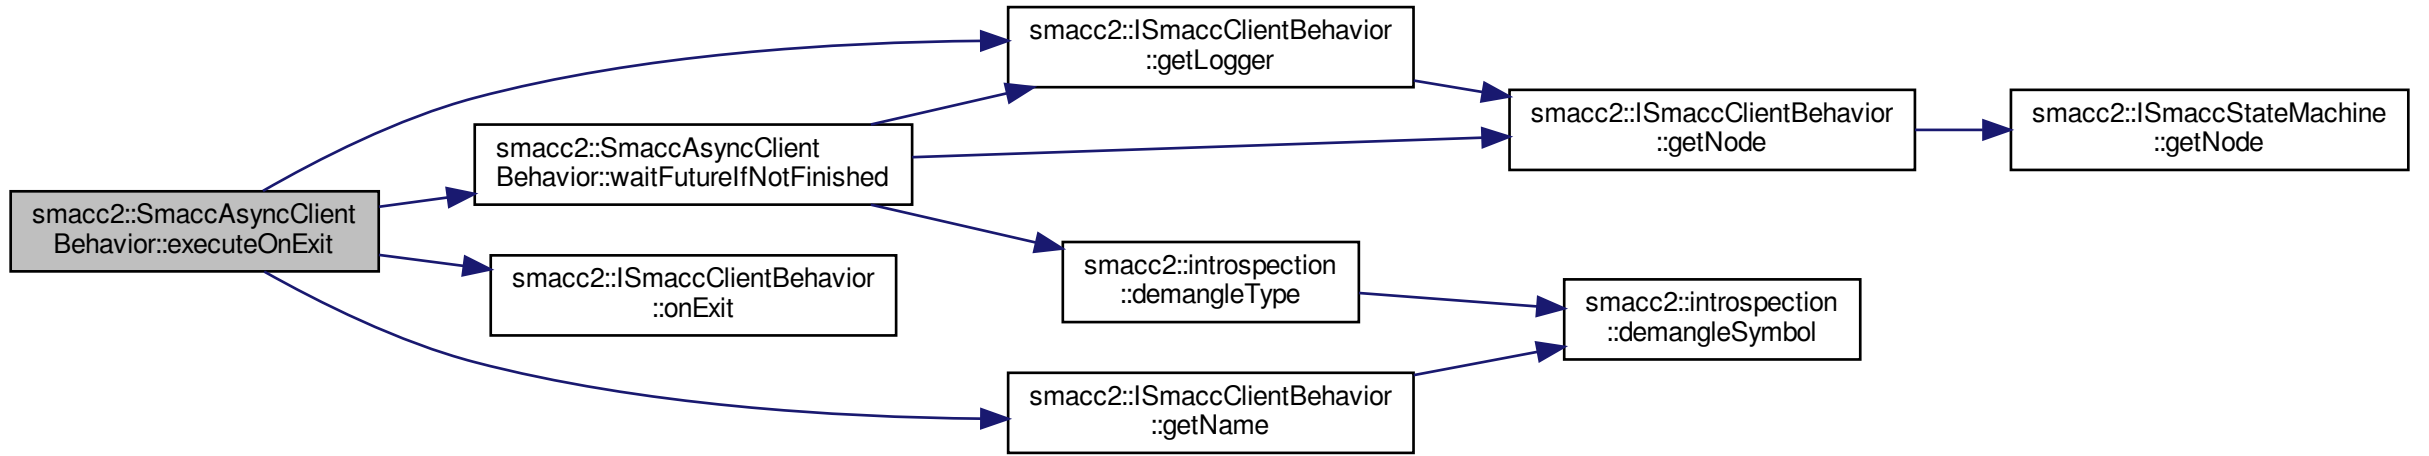 smacc2::SmaccAsyncClient
Behavior::executeOnExit
smacc2::ISmaccClientBehavior
::getLogger
smacc2::SmaccAsyncClient
Behavior::waitFutureIfNotFinished
smacc2::ISmaccClientBehavior
::onExit
smacc2::ISmaccClientBehavior
::getName
smacc2::introspection
::demangleType
smacc2::ISmaccClientBehavior
::getNode
smacc2::introspection
::demangleSymbol
smacc2::ISmaccStateMachine
::getNode